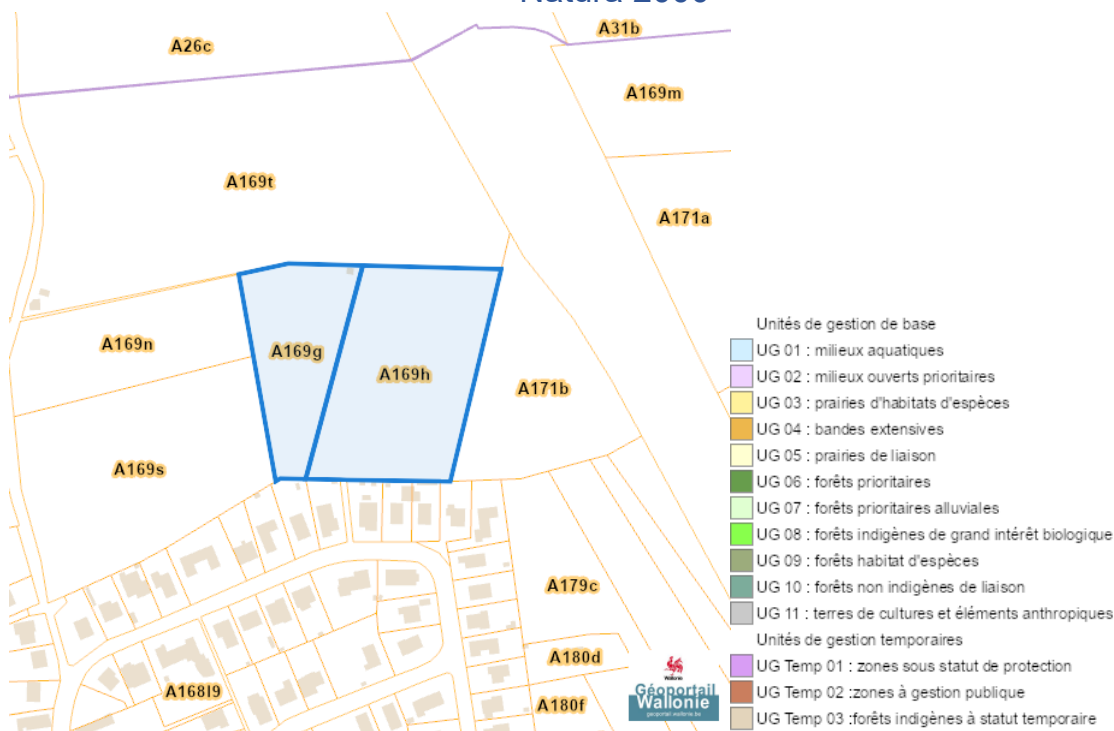 Natura 2000
A26c
A31b
A169m
A169t
A171a
A169n
A169g
A169h
A171b
A169s
A179c
A180d
A168l9
A180f
Wallonie
Géoportail
Wallonie
geoportail.wallonie.be
Unités de gestion de base
UG 01 : milieux aquatiques
UG 02 : milieux ouverts prioritaires
UG 03 : prairies d'habitats d'espèces
UG 04 : bandes extensives
UG 05 : prairies de liaison
UG 06 : forêts prioritaires
UG 07 : forêts prioritaires alluviales
UG 08 : forêts indigènes de grand intérêt biologique
UG 09 : forêts habitat d'espèces
UG 10 : forêts non indigènes de liaison
UG 11 : terres de cultures et éléments anthropiques
Unités de gestion temporaires
UG Temp 01 : zones sous statut de protection
UG Temp 02 :zones à gestion publique
UG Temp 03 :forêts indigènes à statut temporaire